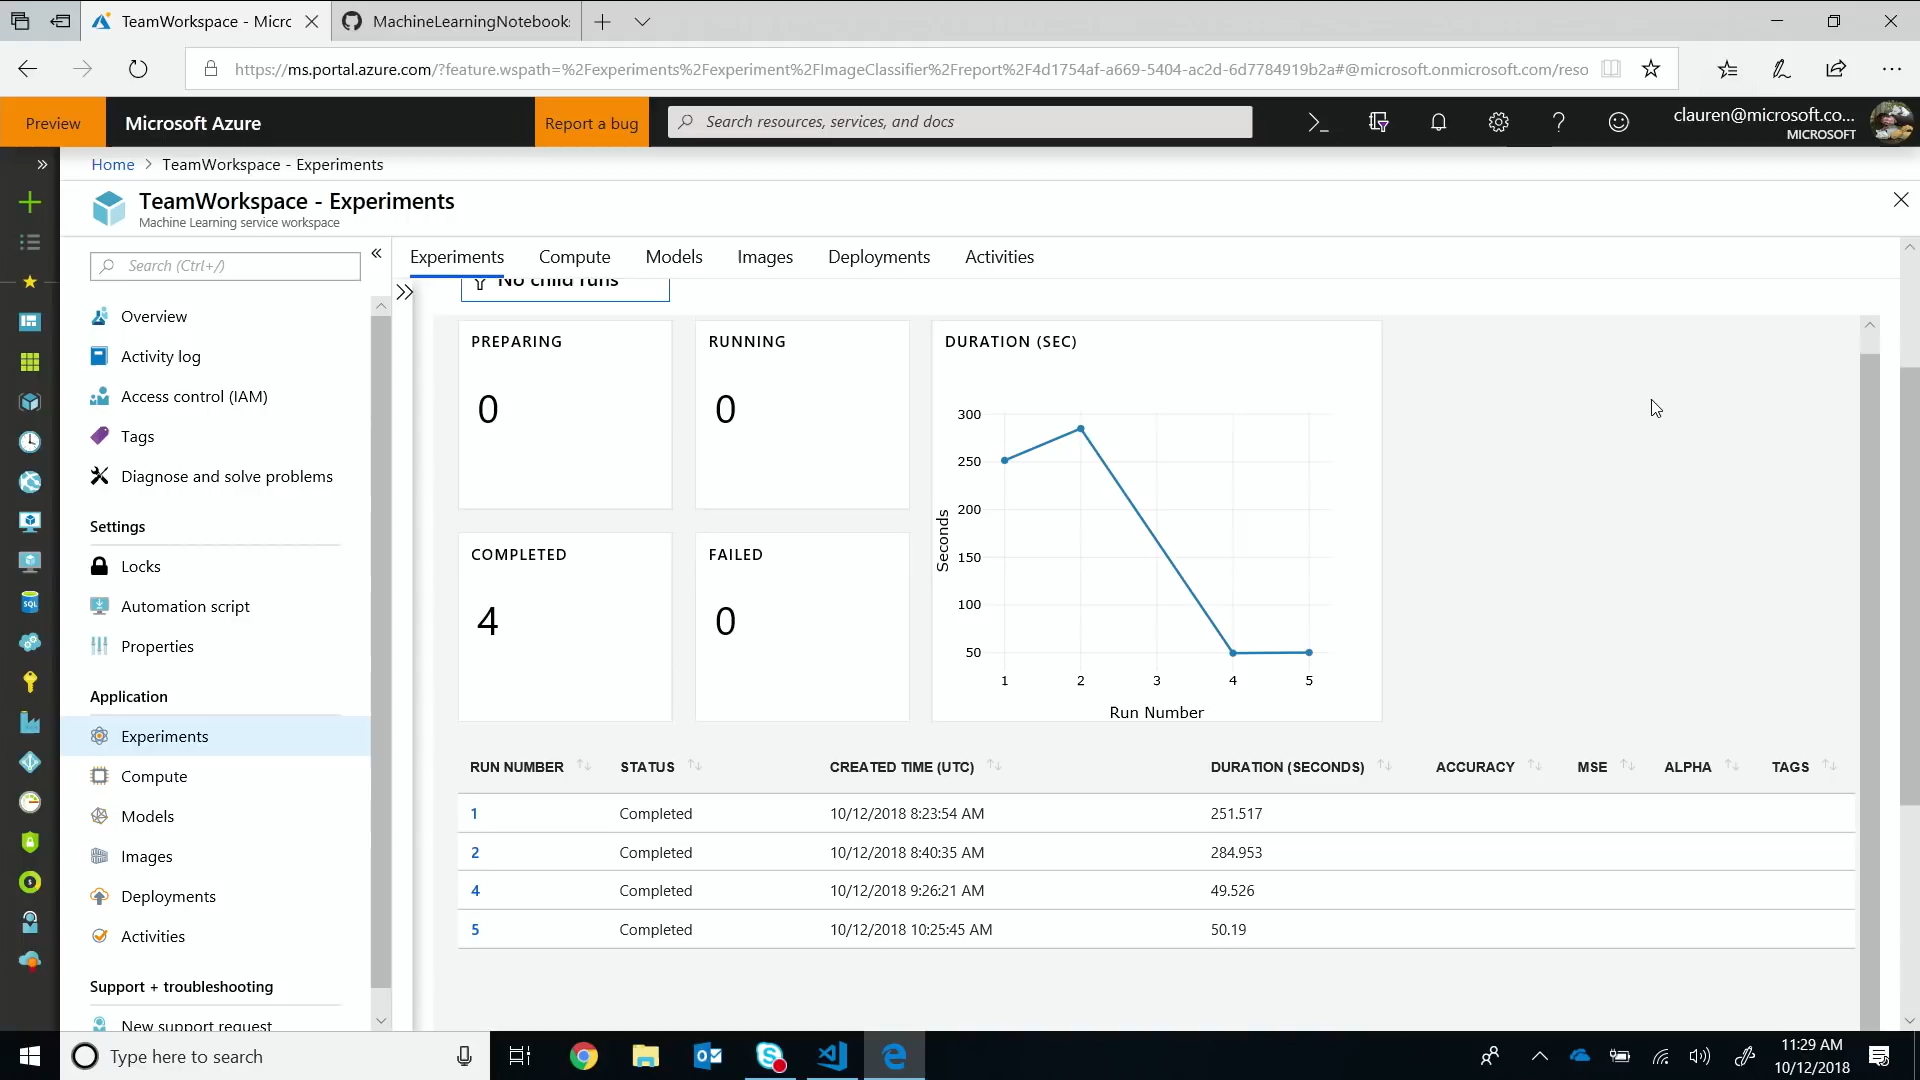 TeamWorkspace - Micro
MachineLearningNotebook
https://ms.portal.azure.com/?feature.wspath=%2Fexperiments%2Fexperiment%2FImageClassifier%2Freport%2F4d1754af-a669-5404-ac2d-6d7784919b2a#@microsoft.onmicrosoft.com/reso
Preview
Microsoft Azure
Report a bug
Search resources, services, and docs
clauren@microsoft.co...
MICROSOFT
Home > TeamWorkspace - Experiments
TeamWorkspace - Experiments
Machine Learning service workspace
Search (Ctrl+/)
Overview
Activity log
Access control (IAM)
Tags
Diagnose and solve problems
Settings
Locks
Automation script
Properties
Application
Experiments
Compute
Models
Images
Deployments
Activities
Support + troubleshooting
New support request
Experiments Compute Models Images Deployments Activities
No child runs
PREPARING
0
RUNNING
0
COMPLETED
4
FAILED
0
DURATION (SEC)
300
250
200
150
100
50
Seconds
1 2 3 4 5
Run Number
RUN NUMBER STATUS CREATED TIME (UTC) DURATION (SECONDS) ACCURACY MSE ALPHA TAGS
1 Completed 10/12/2018 8:23:54 AM 251.517
2 Completed 10/12/2018 8:40:35 AM 284.953
4 Completed 10/12/2018 9:26:21 AM 49.526
5 Completed 10/12/2018 10:25:45 AM 50.19
SQL
Type here to search
11:29 AM
10/12/2018